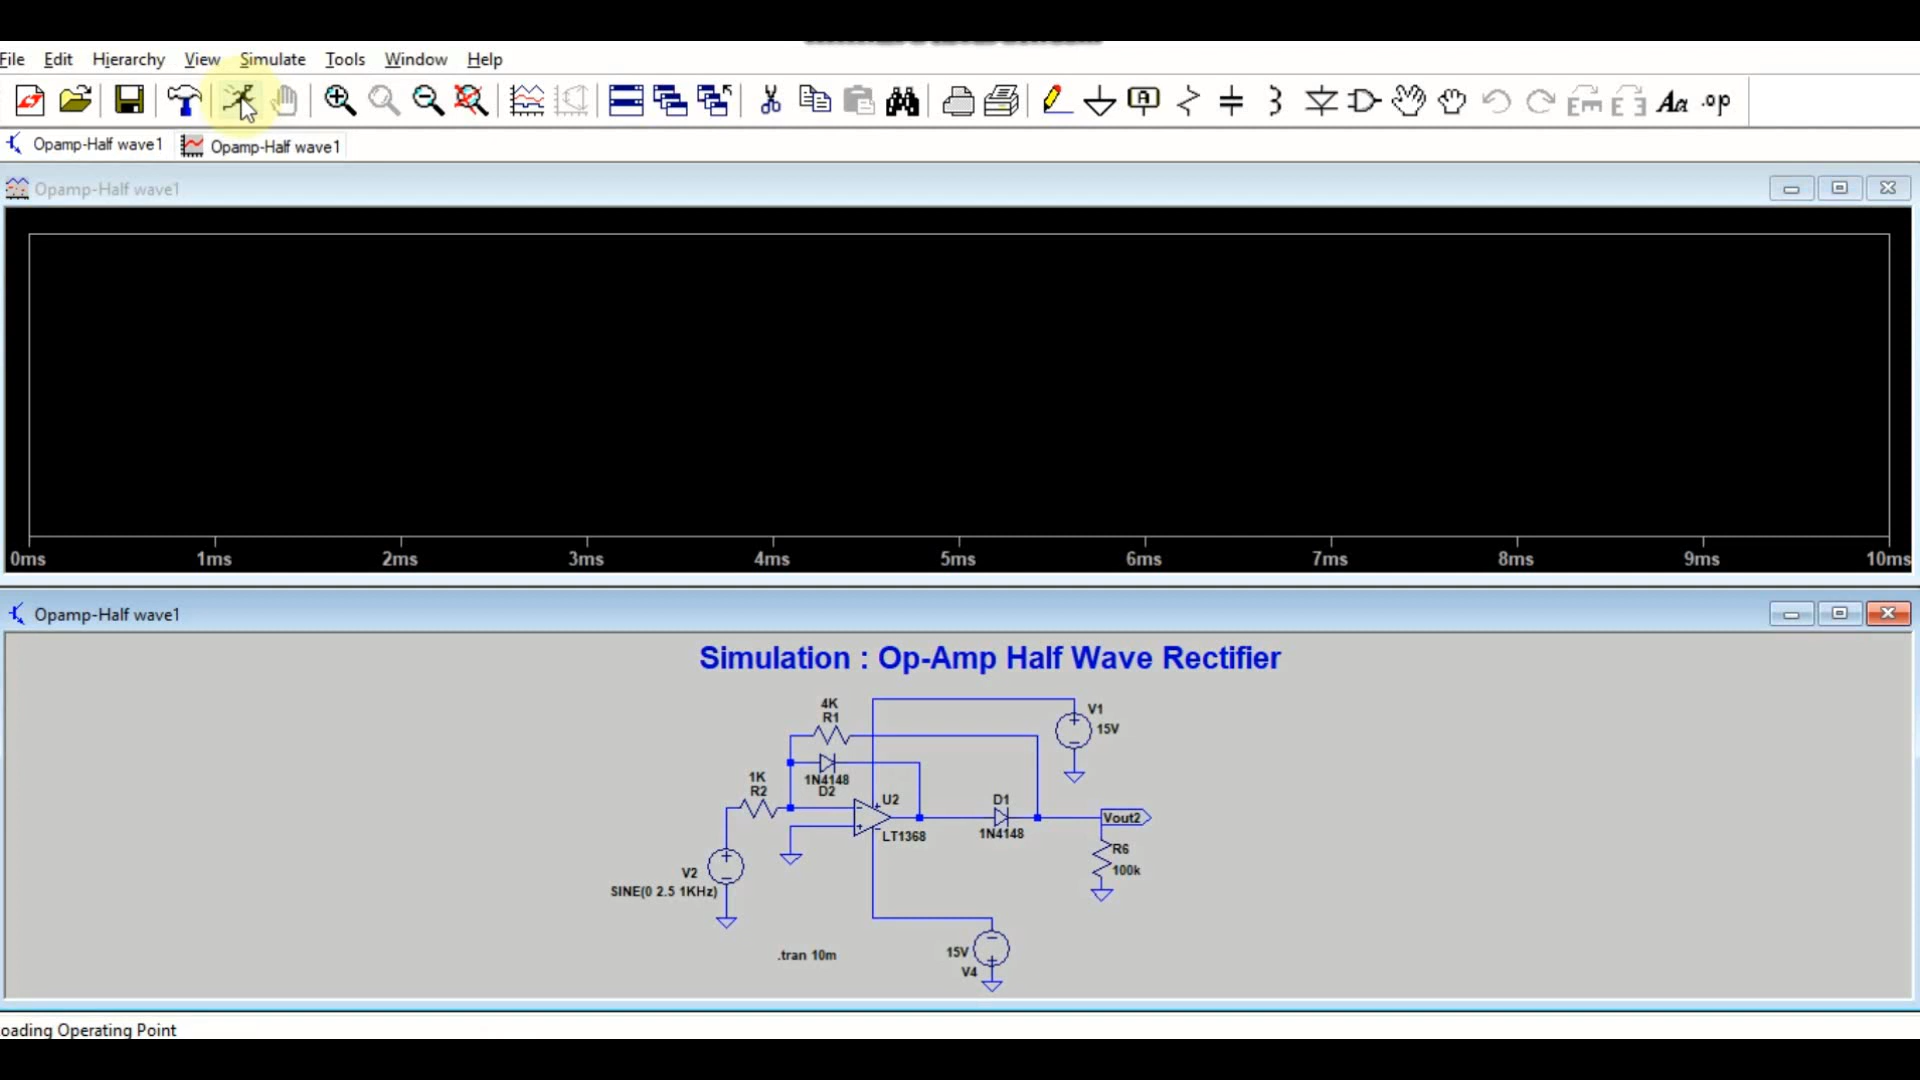 File Edit Hierarchy View Simulate Tools Window Help
A Aa .op
Opamp-Half wave1 Opamp-Half wave1
Opamp-Half wave1
0ms 1ms 2ms 3ms 4ms 5ms 6ms 7ms 8ms 9ms 10ms
Opamp-Half wave1
Simulation : Op-Amp Half Wave Rectifier
4K
R1
V1
15V
1N4148
D2
1K
R2
U2
LT1368
D1
1N4148
Vout2
R6
100k
V2
SINE(0 2.5 1KHz)
.tran 10m
15V
V4
oading Operating Point